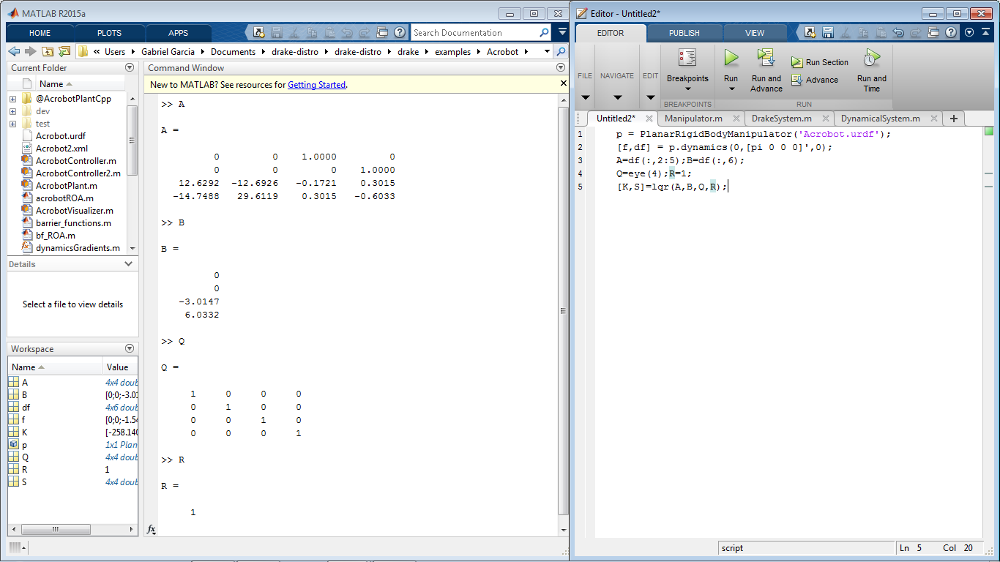 MATLAB R2015a
HOME PLOTS APPS
Search Documentation
« Users Gabriel Garcia Documents drake-distro drake-distro drake examples Acrobot
Current Folder
Name
@AcrobotPlantCpp
dev
test
Acrobot.urdf
Acrobot2.xml
AcrobotController.m
AcrobotController2.m
AcrobotPlant.m
acrobotROA.m
AcrobotVisualizer.m
barrier_functions.m
bf_ROA.m
dynamicsGradients.m
Details
Select a file to view details
Workspace
Name Value
A 4x4 doub
B [0;0;-3.01
df 4x6 doub
f [0;0;-1.54
K [-258.140
p 1x1 Plan
Q 4x4 doub
R 1
S 4x4 doub
Command Window
New to MATLAB? See resources for Getting Started.
>> A
A =
0 0 1.0000 0
0 0 0 1.0000
12.6292 -12.6926 -0.1721 0.3015
-14.7488 29.6119 0.3015 -0.6033
>> B
B =
0
0
-3.0147
6.0332
>> Q
Q =
1 0 0 0
0 1 0 0
0 0 1 0
0 0 0 1
>> R
R =
1
fx
Editor - Untitled2*
EDITOR PUBLISH VIEW
FILE NAVIGATE EDIT
Breakpoints
BREAKPOINTS
Run
Run and Advance
Run Section
Advance
Run and Time
RUN
Untitled2* Manipulator.m DrakeSystem.m DynamicalSystem.m
1 p = PlanarRigidBodyManipulator('Acrobot.urdf');
2 [f,df] = p.dynamics(0,[pi 0 0 0]',0);
3 A=df(:,2:5);B=df(:,6);
4 Q=eye(4);R=1;
5 [K,S]=lqr(A,B,Q,R);
script Ln 5 Col 20